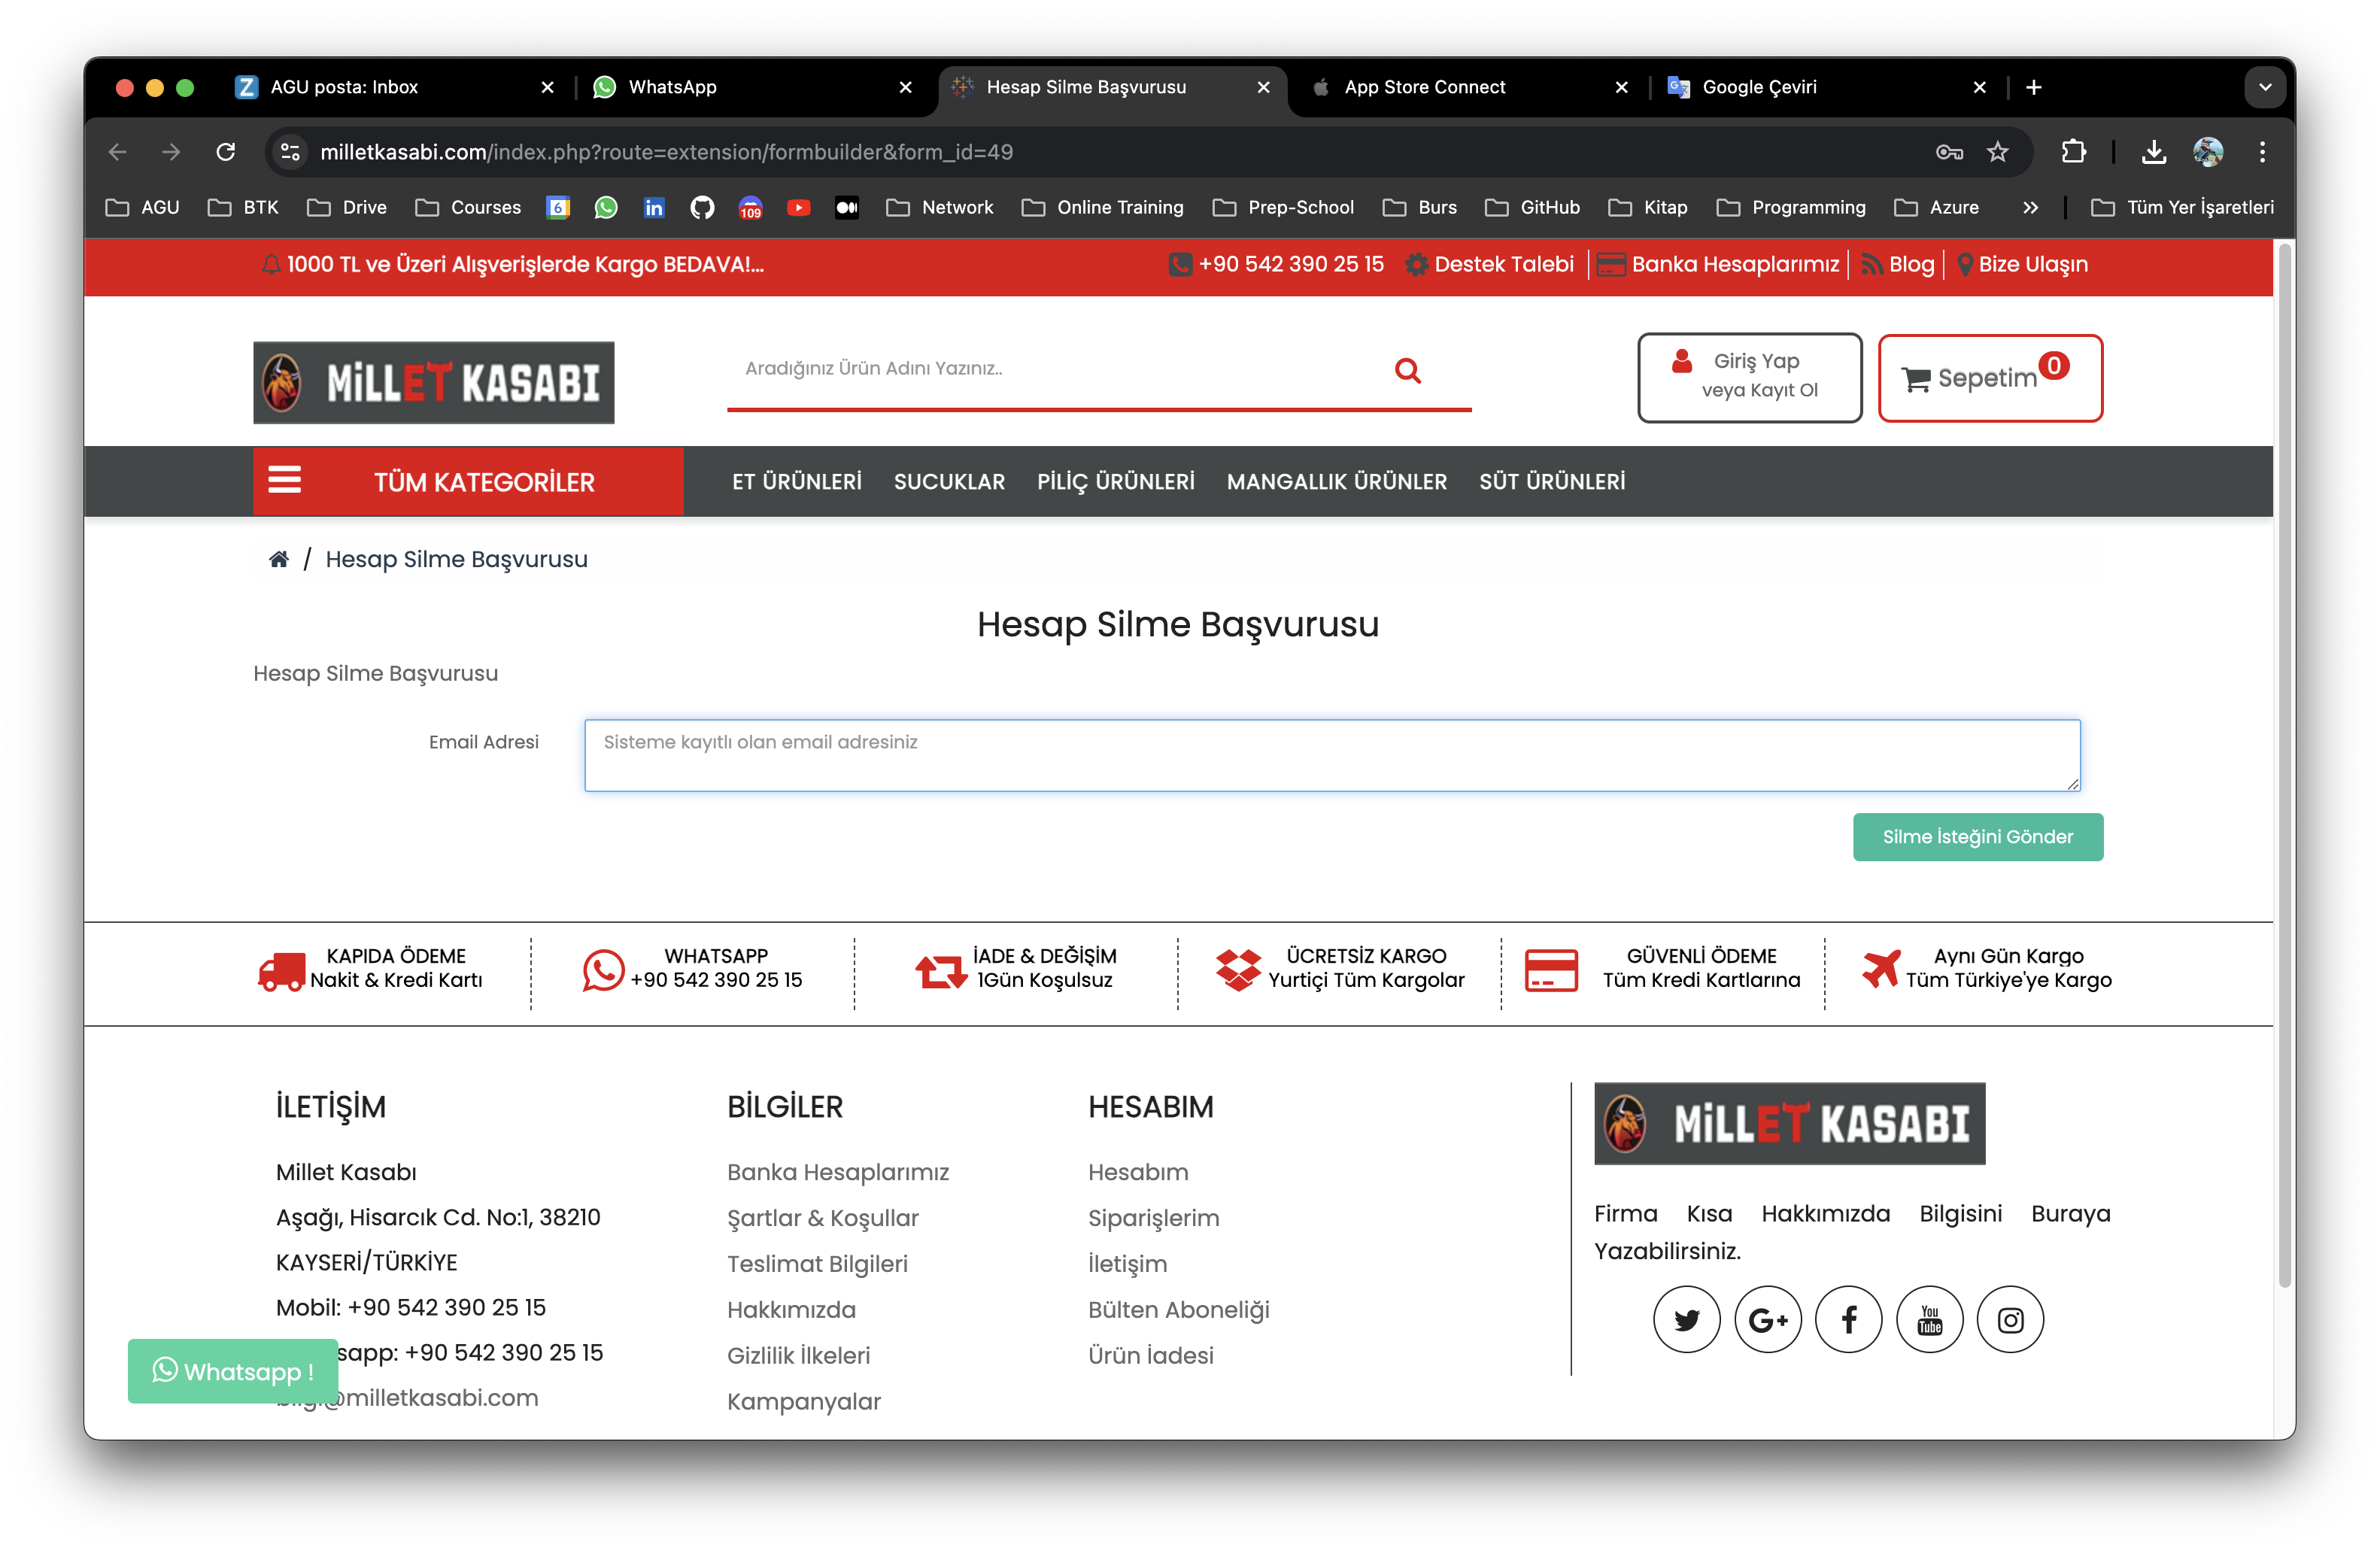 AGU posta: Inbox
WhatsApp
Hesap Silme Başvurusu
App Store Connect
Google Çeviri
milletkasabi.com/index.php?route=extension/formbuilder&form_id=49
AGU
BTK
Drive
Courses
6
109
Network
Online Training
Prep-School
Burs
GitHub
Kitap
Programming
Azure
Tüm Yer İşaretleri
1000 TL ve Üzeri Alışverişlerde Kargo BEDAVA!...
+90 542 390 25 15
Destek Talebi
Banka Hesaplarımız
Blog
Bize Ulaşın
MiLLET KASABI
Aradığınız Ürün Adını Yazınız..
Giriş Yap
veya Kayıt Ol
Sepetim 0
TÜM KATEGORİLER
ET ÜRÜNLERİ
SUCUKLAR
PİLİÇ ÜRÜNLERİ
MANGALLIK ÜRÜNLER
SÜT ÜRÜNLERİ
/ Hesap Silme Başvurusu
Hesap Silme Başvurusu
Hesap Silme Başvurusu
Email Adresi
Sisteme kayıtlı olan email adresiniz
Silme İsteğini Gönder
KAPIDA ÖDEME
Nakit & Kredi Kartı
WHATSAPP
+90 542 390 25 15
İADE & DEĞİŞİM
1Gün Koşulsuz
ÜCRETSİZ KARGO
Yurtiçi Tüm Kargolar
GÜVENLİ ÖDEME
Tüm Kredi Kartlarına
Aynı Gün Kargo
Tüm Türkiye'ye Kargo
İLETİŞİM
Millet Kasabı
Aşağı, Hisarcık Cd. No:1, 38210
KAYSERİ/TÜRKİYE
Mobil: +90 542 390 25 15
sapp: +90 542 390 25 15
@milletkasabi.com
Whatsapp !
BİLGİLER
Banka Hesaplarımız
Şartlar & Koşullar
Teslimat Bilgileri
Hakkımızda
Gizlilik İlkeleri
Kampanyalar
HESABIM
Hesabım
Siparişlerim
İletişim
Bülten Aboneliği
Ürün İadesi
MiLLET KASABI
Firma Kısa Hakkımızda Bilgisini Buraya
Yazabilirsiniz.
G+
You
Tube